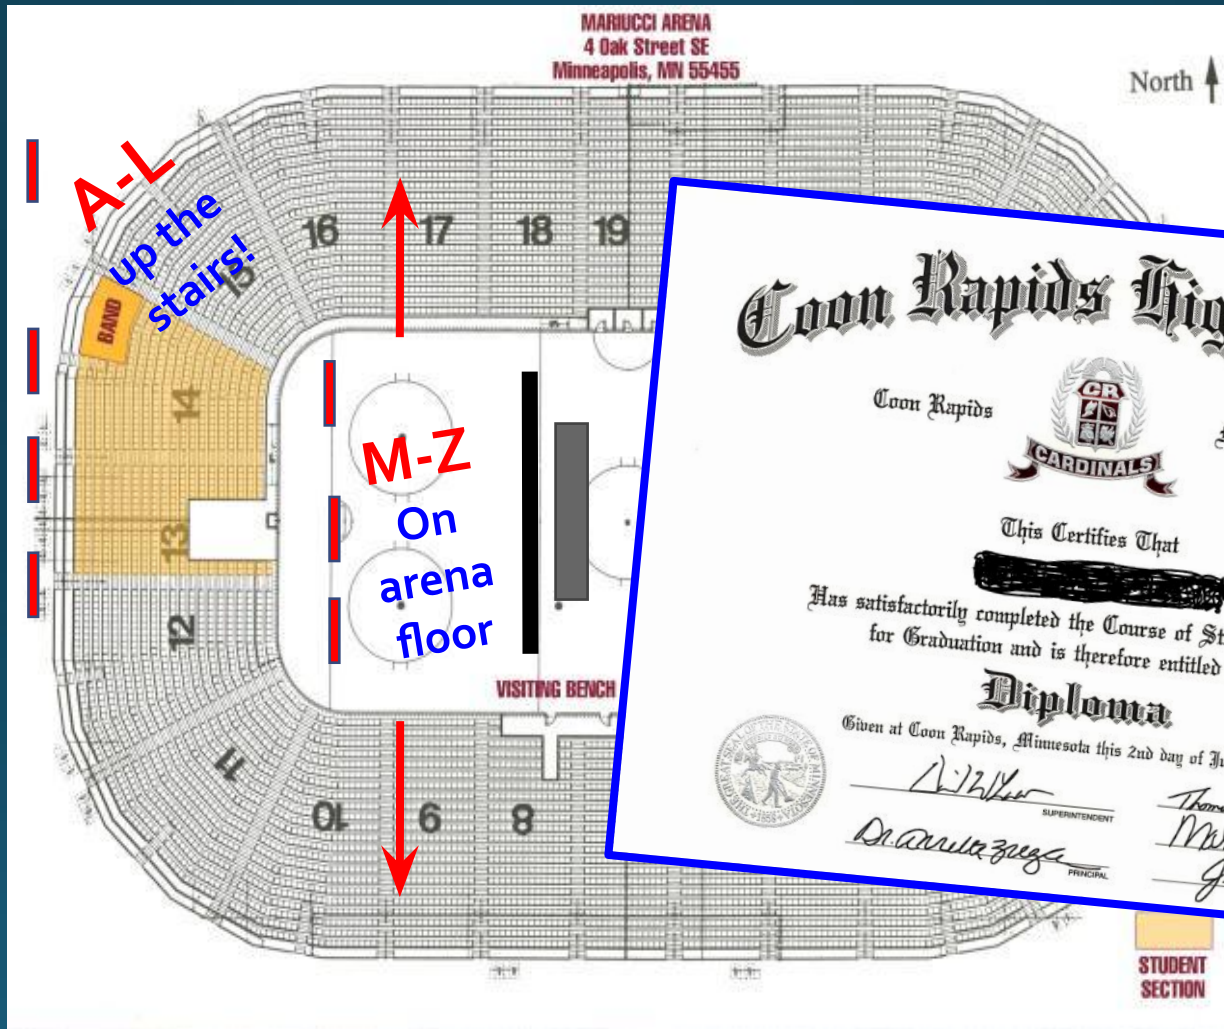 MARIUCCI ARENA
4 Oak Street SE
Minneapolis, MN 55455
North
A-L
up the
stairs!
BAND
16
17
18
19
15
14
13
12
11
10
9
8
M-Z
On
arena
floor
VISITING BENCH
Coon Rapids Hig
Coon Rapids
CR
CARDINALS
This Certifies That
Has satisfactorily completed the Course of St
for Graduation and is therefore entitled
Diploma
Given at Coon Rapids, Minnesota this 2nd day of Ju
SUPERINTENDENT
PRINCIPAL
STUDENT
SECTION